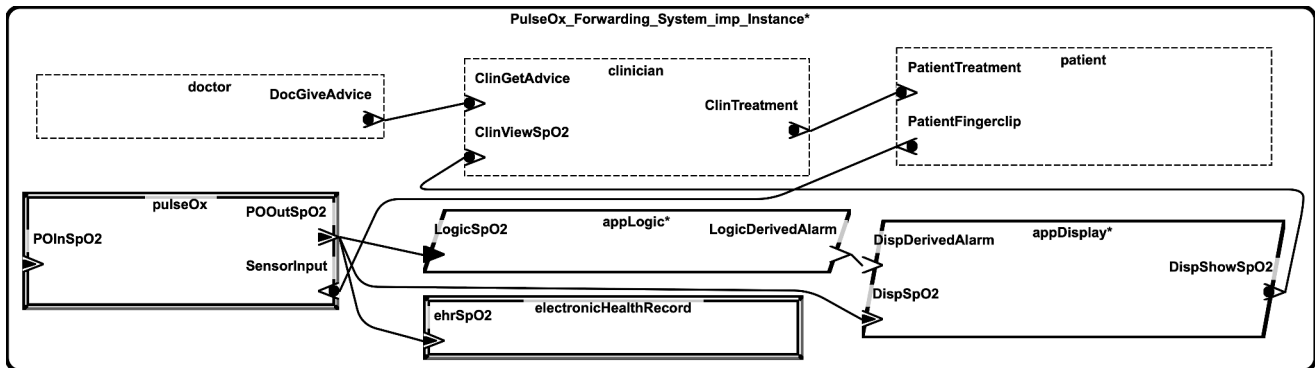 PulseOx_Forwarding_System_imp_Instance*
doctor
DocGiveAdvice
clinician
ClinGetAdvice
ClinTreatment
ClinViewSpO2
patient
PatientTreatment
PatientFingerclip
pulseOx
POOutSpO2
POInSpO2
SensorInput
appLogic*
LogicSpO2
LogicDerivedAlarm
appDisplay*
DispDerivedAlarm
DispShowSpO2
DispSpO2
electronicHealthRecord
ehrSpO2